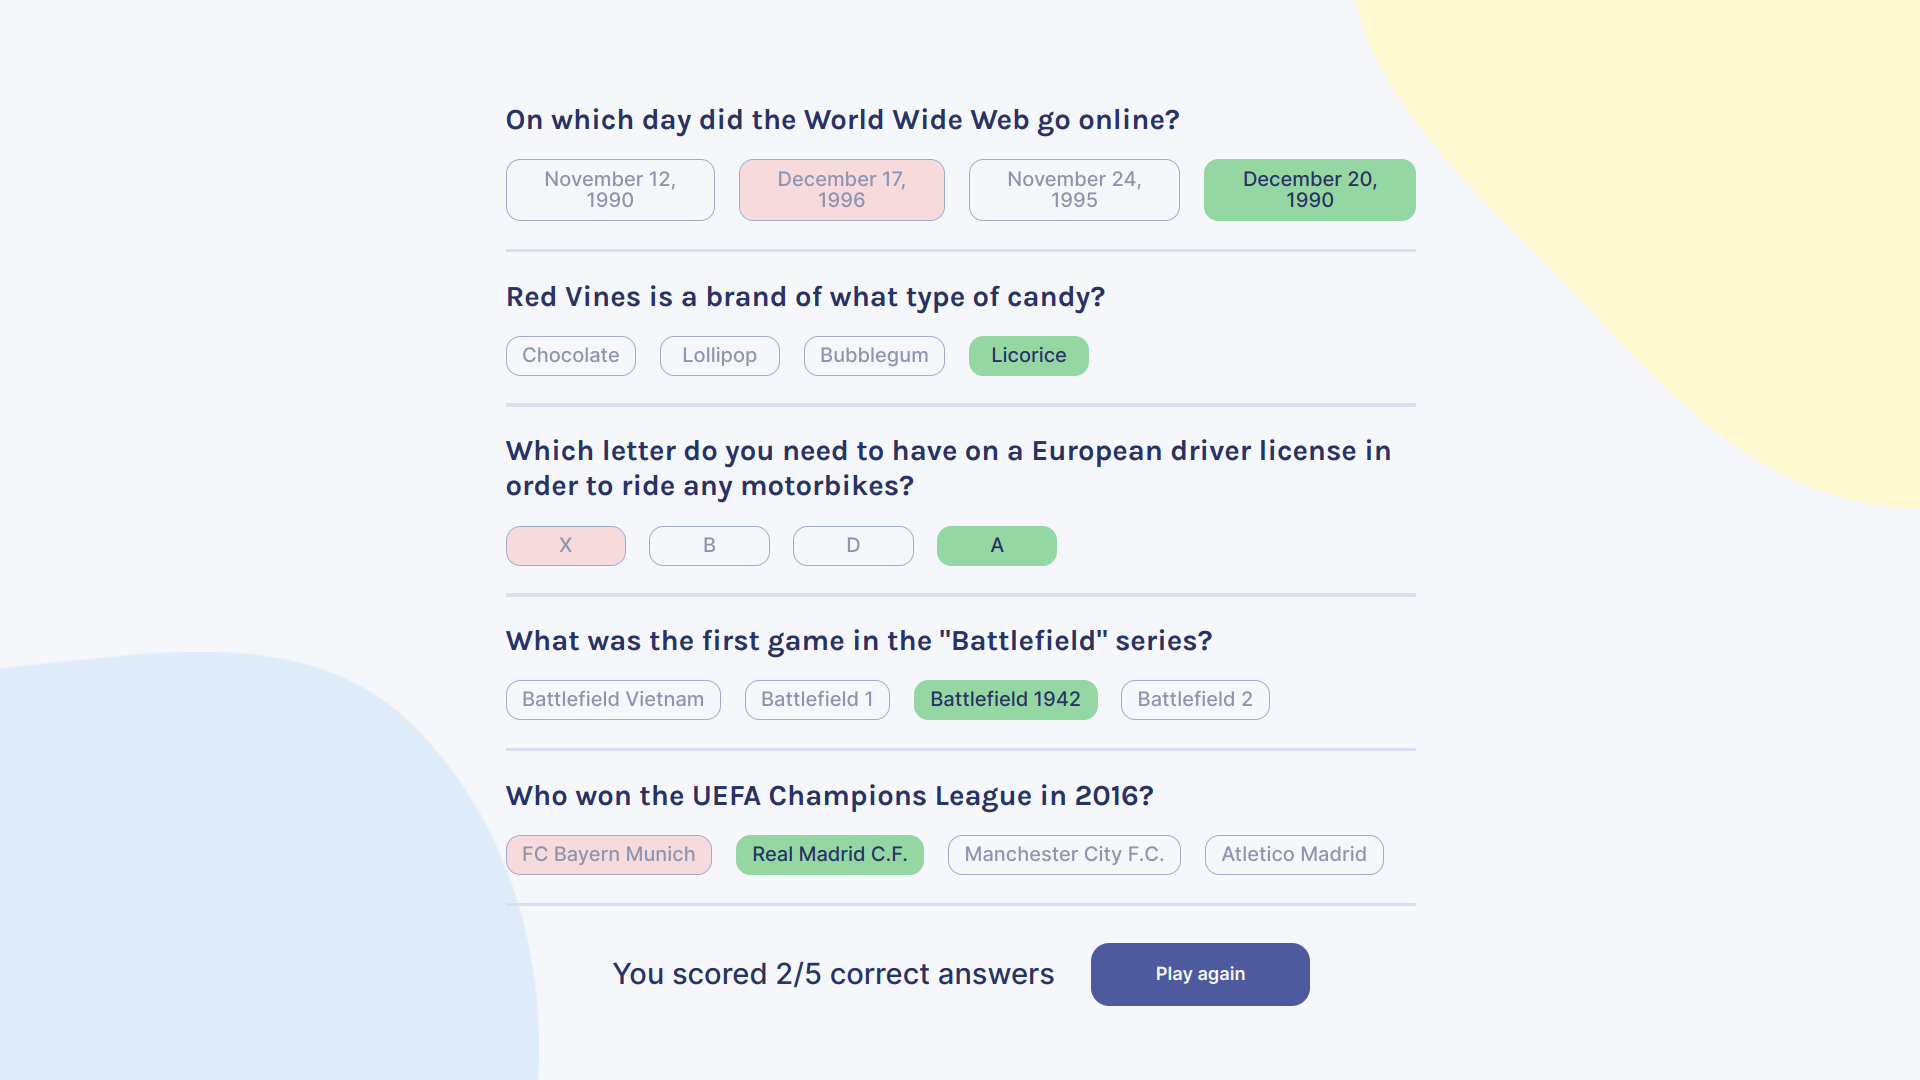 On which day did the World Wide Web go online?
November 12,
1990
December 17,
1996
November 24,
1995
December 20,
1990
Red Vines is a brand of what type of candy?
Chocolate
Lollipop
Bubblegum
Licorice
Which letter do you need to have on a European driver license in
order to ride any motorbikes?
X
B
D
A
What was the first game in the "Battlefield" series?
Battlefield Vietnam
Battlefield 1
Battlefield 1942
Battlefield 2
Who won the UEFA Champions League in 2016?
FC Bayern Munich
Real Madrid C.F.
Manchester City F.C.
Atletico Madrid
You scored 2/5 correct answers
Play again